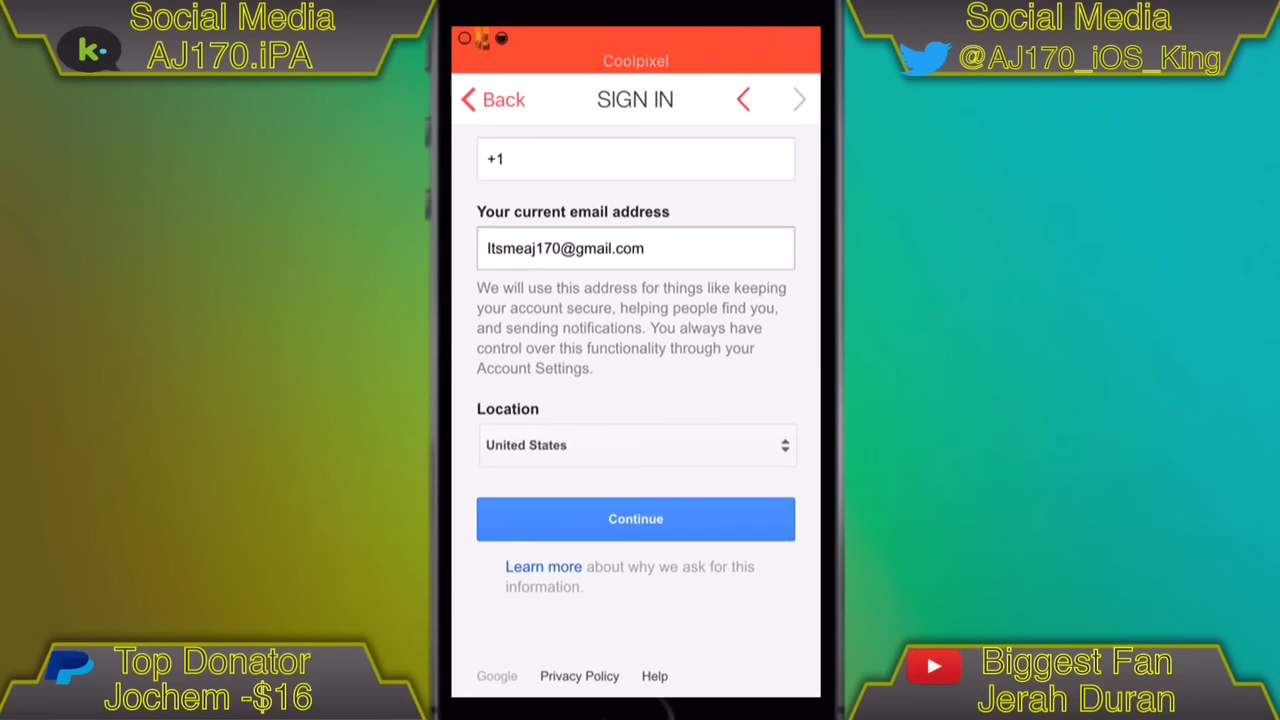 Social Media
k.
AJ170.iPA
Social Media
@AJ170_iOS_King
Coolpixel
Back
SIGN IN
+1
Your current email address
Itsmeaj170@gmail.com
We will use this address for things like keeping
your account secure, helping people find you,
and sending notifications. You always have
control over this functionality through your
Account Settings.
Location
United States
Continue
Learn more about why we ask for this
information.
Google Privacy Policy Help
Top Donator
Jochem -$16
Biggest Fan
Jerah Duran